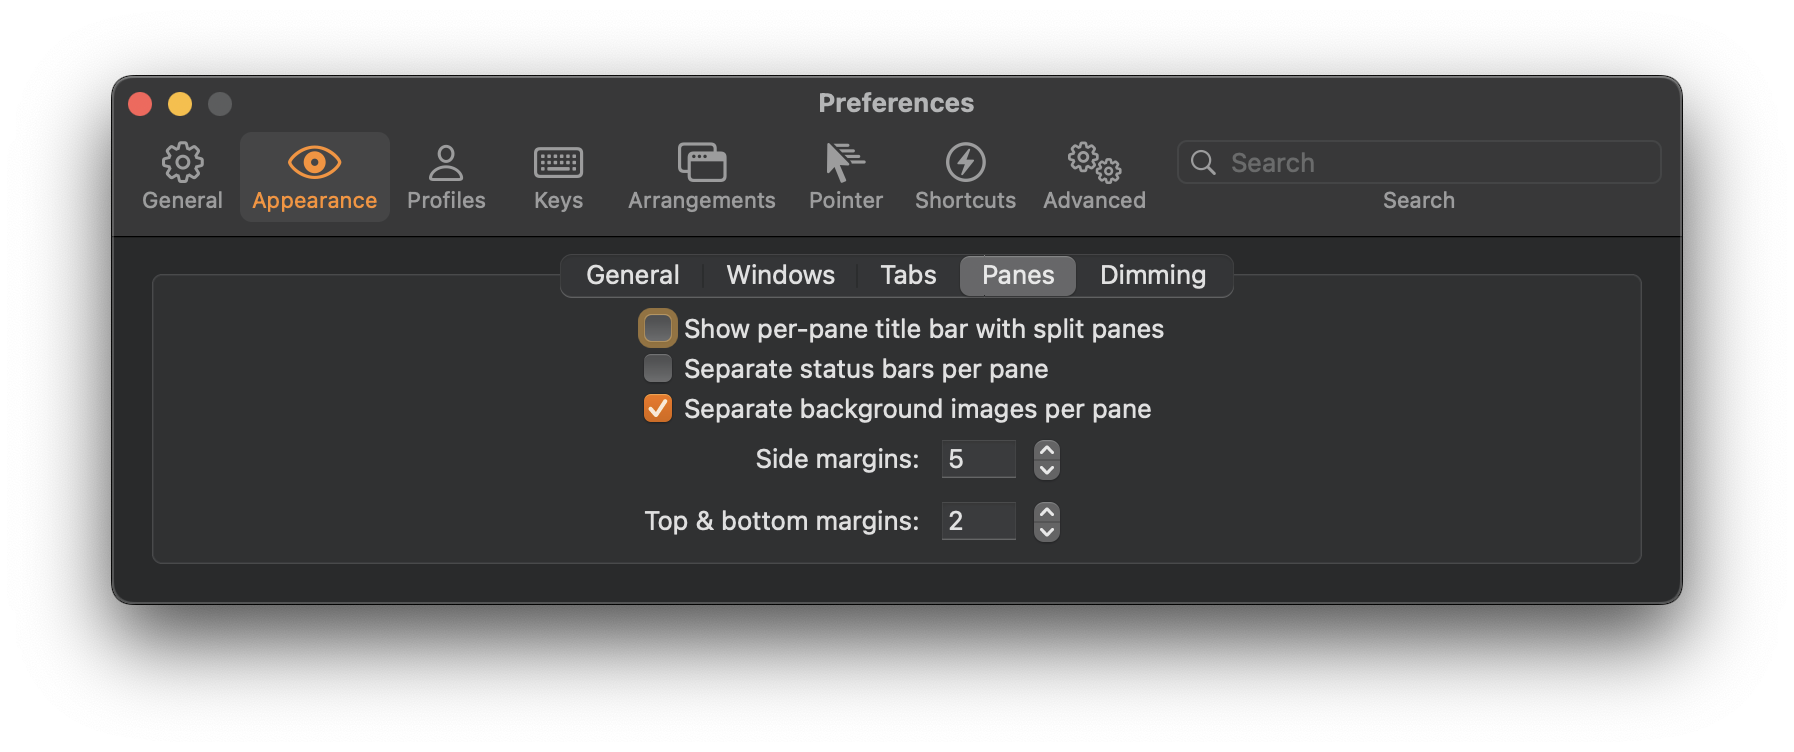 Preferences
General Appearance Profiles Keys Arrangements Pointer Shortcuts Advanced Search
Search
General Windows Tabs Panes Dimming
Show per-pane title bar with split panes
Separate status bars per pane
Separate background images per pane
Side margins: 5
Top & bottom margins: 2